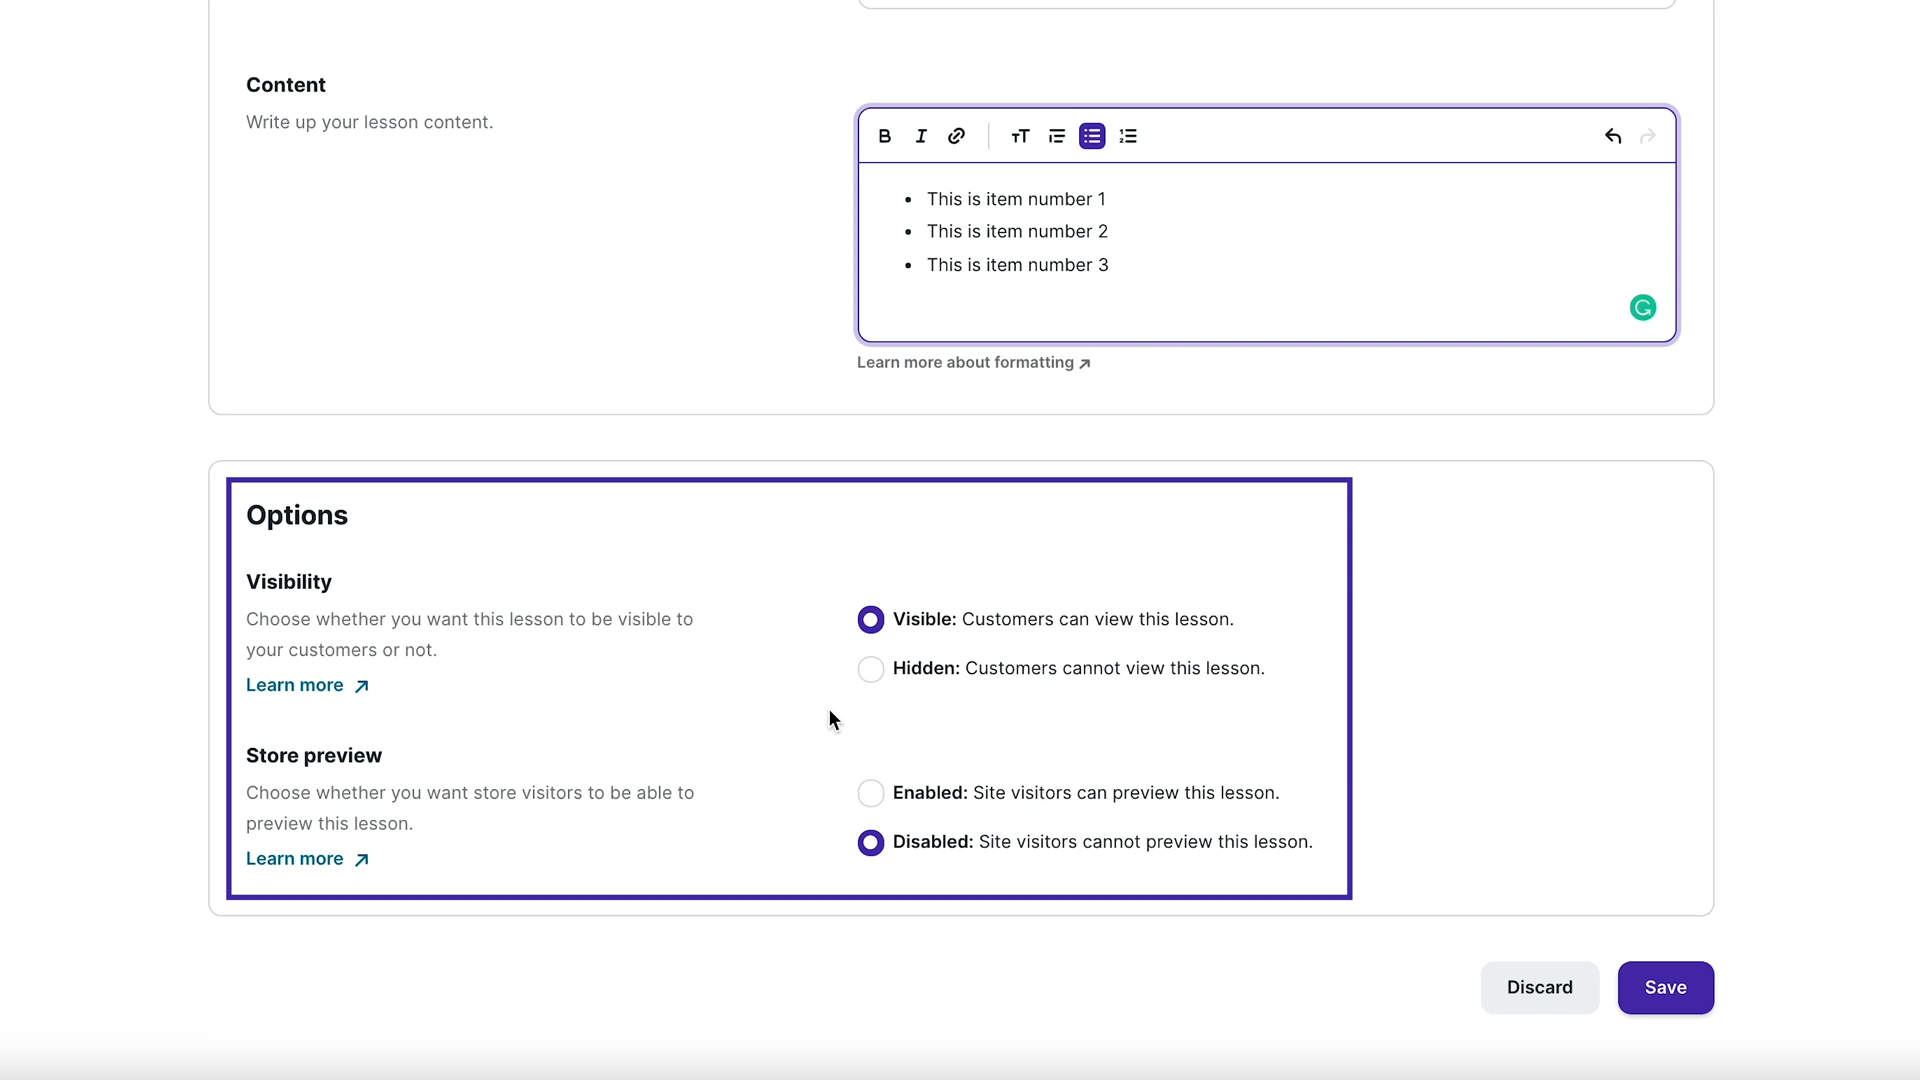 Content
Write up your lesson content.
This is item number 1
This is item number 2
This is item number 3
Learn more about formatting
Options
Visibility
Choose whether you want this lesson to be visible to
your customers or not.
Learn more
Visible: Customers can view this lesson.
Hidden: Customers cannot view this lesson.
Store preview
Choose whether you want store visitors to be able to
preview this lesson.
Learn more
Enabled: Site visitors can preview this lesson.
Disabled: Site visitors cannot preview this lesson.
Discard
Save